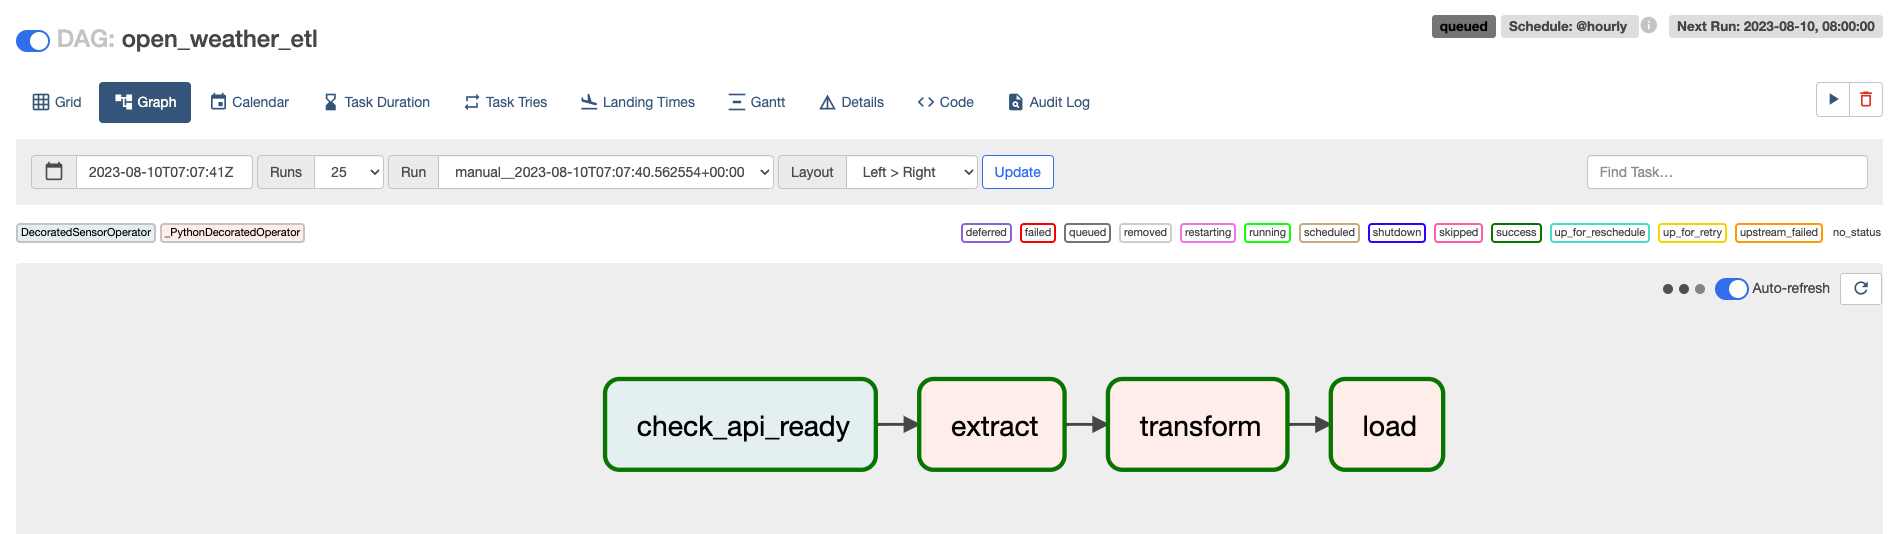 DAG: open_weather_etl
queued Schedule: @hourly Next Run: 2023-08-10, 08:00:00
Grid Graph Calendar Task Duration Task Tries Landing Times Gantt Details Code Audit Log
2023-08-10T07:07:41Z Runs 25 Run manual__2023-08-10T07:07:40.562554+00:00 Layout Left > Right Update Find Task...
DecoratedSensorOperator _PythonDecoratedOperator deferred failed queued removed restarting running scheduled shutdown skipped success up_for_reschedule up_for_retry upstream_failed no_status
Auto-refresh
check_api_ready extract transform load